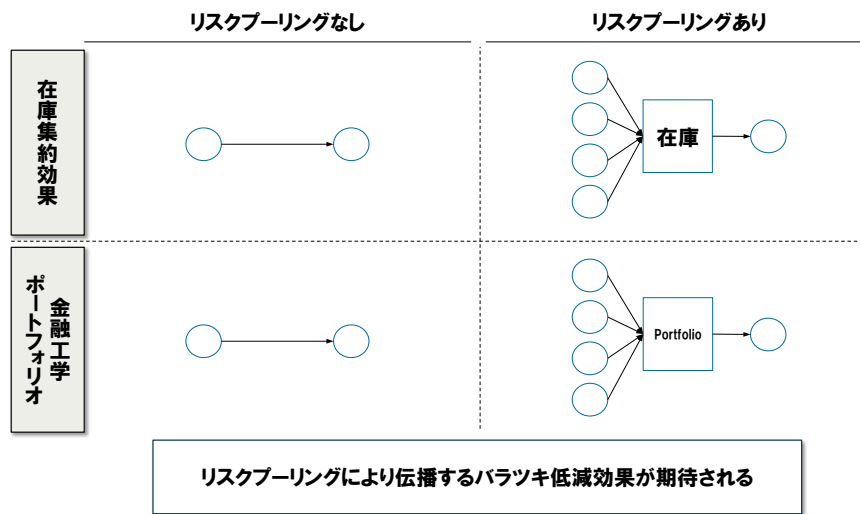 リスクプーリングなし
リスクプーリングあり
在庫集約効果
在庫
金融工学
ポートフォリオ
Portfolio
リスクプーリングにより伝播するバラツキ低減効果が期待される